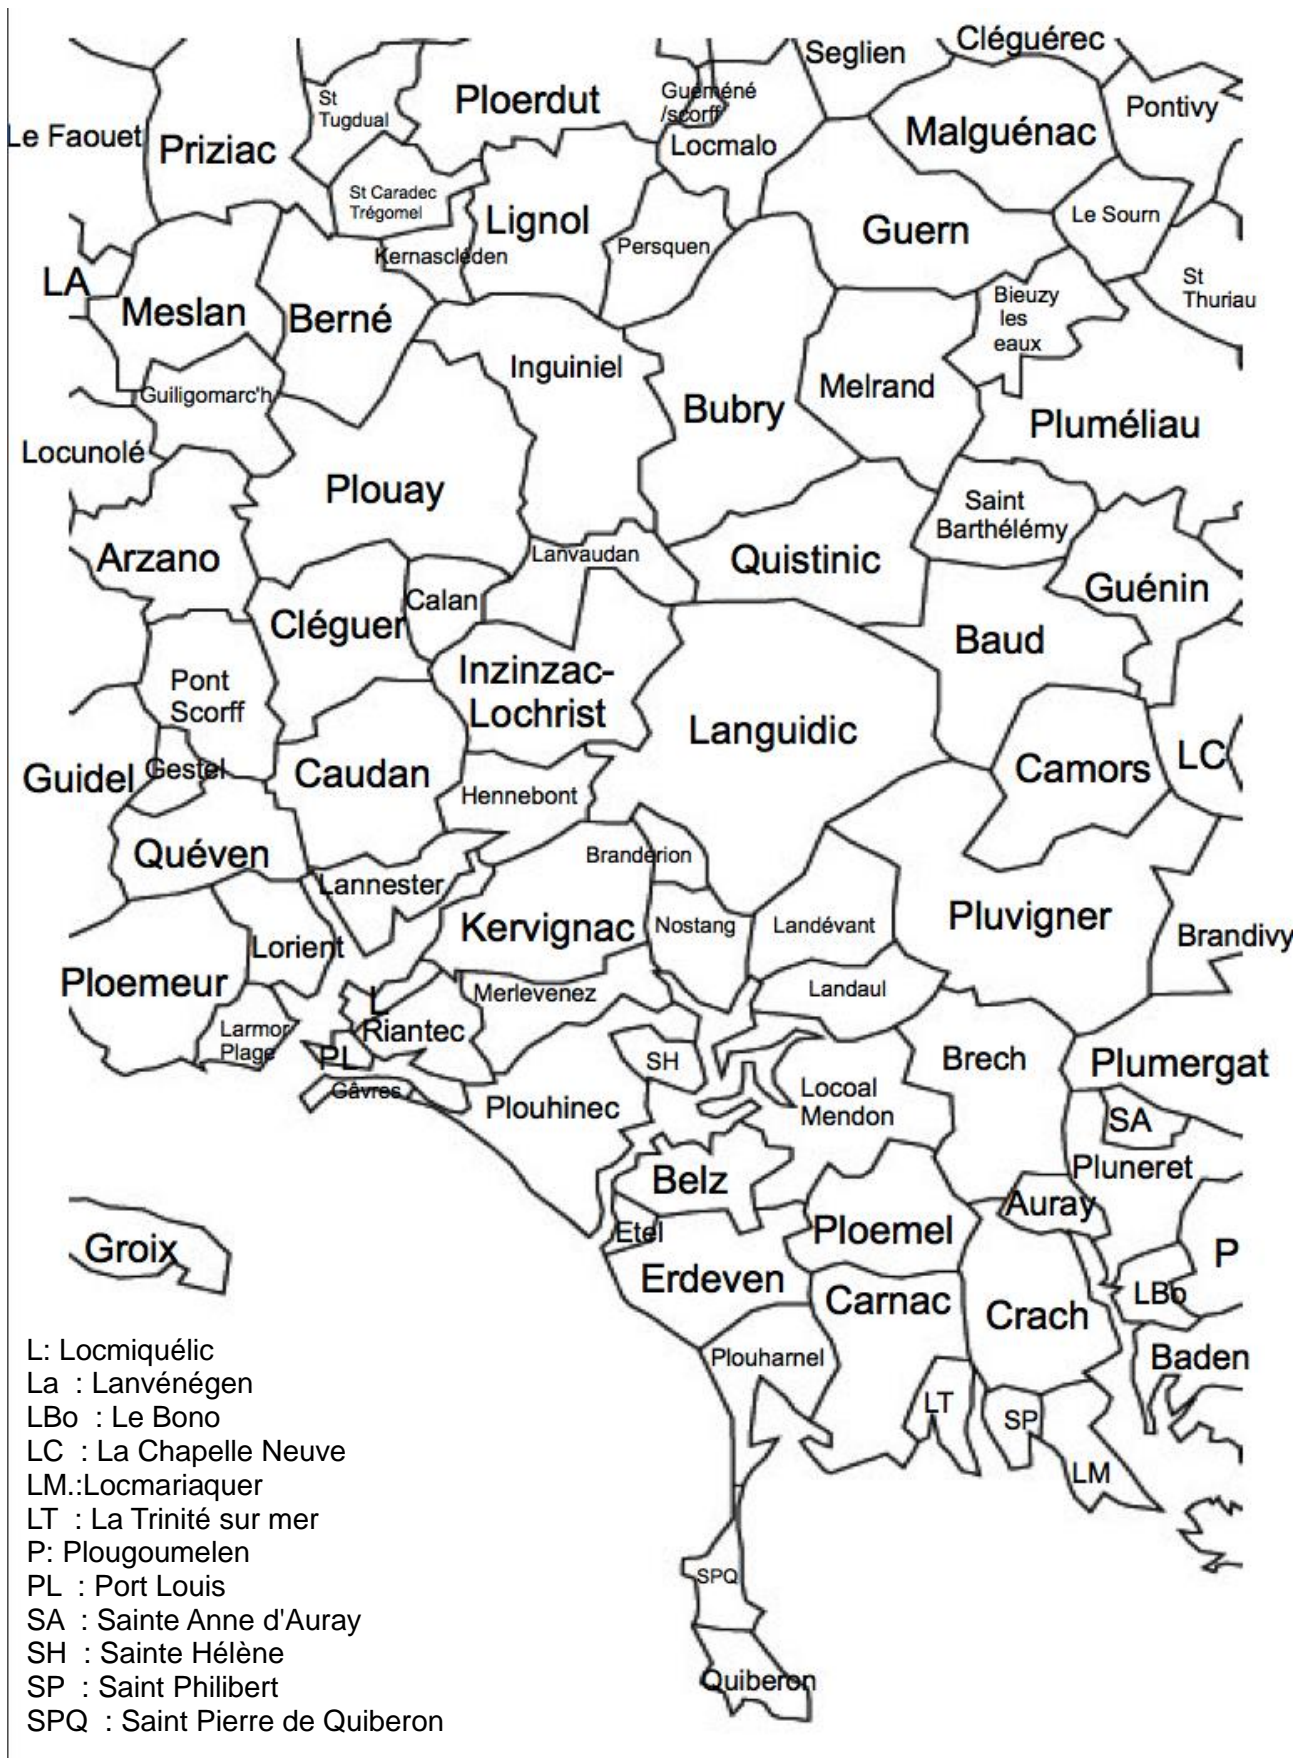 Cléguérec
Seglien
St
Tugdual
Ploerdut
Guéméné
/scorff
Pontivy
Le Faouet
Priziac
Locmalo
Malguénac
St Caradec
Trégomel
Lignol
Persquen
Guern
Le Sourn
Kernascléden
LA
Meslan
Berné
Bieuzy
les
eaux
St
Thuriau
Inguiniel
Melrand
Guiligomarc'h
Bubry
Pluméliau
Locunolé
Plouay
Saint
Barthélémy
Arzano
Lanvaudan
Quistinic
Guénin
Calan
Cléguer
Baud
Pont
Scorff
Inzinzac-
Lochrist
Languidic
Guidel
Gestel
Caudan
Hennebont
Camors
LC
Quéven
Branderion
Lannester
Kervignac
Nostang
Landévant
Pluvigner
Brandivy
Lorient
Ploemeur
Merlevenez
Landaul
L
Riantec
Larmor
Plage
PL
SH
Brech
Plumergat
Gâvres
Plouhinec
Locoal
Mendon
SA
Pluneret
Belz
Auray
Etel
Ploemel
Groix
P
Erdeven
Carnac
Crach
LBo
Plouharnel
Baden
LT
SP
LM
SPQ
Quiberon
L: Locmiquélic
La : Lanvénégen
LBo : Le Bono
LC : La Chapelle Neuve
LM.:Locmariaquer
LT : La Trinité sur mer
P: Plougoumelen
PL : Port Louis
SA : Sainte Anne d'Auray
SH : Sainte Hélène
SP : Saint Philibert
SPQ : Saint Pierre de Quiberon